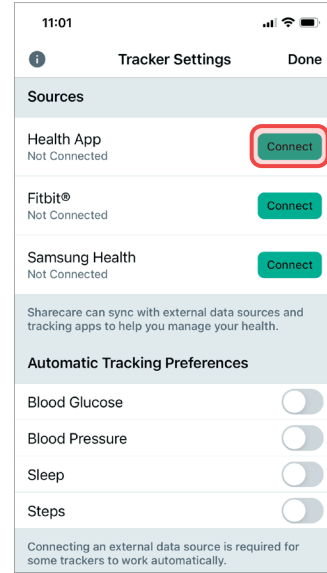 11:01
Tracker Settings
Done
Sources
Health App
Not Connected
Connect
Fitbit®
Not Connected
Connect
Samsung Health
Not Connected
Connect
Sharecare can sync with external data sources and
tracking apps to help you manage your health.
Automatic Tracking Preferences
Blood Glucose
Blood Pressure
Sleep
Steps
Connecting an external data source is required for
some trackers to work automatically.